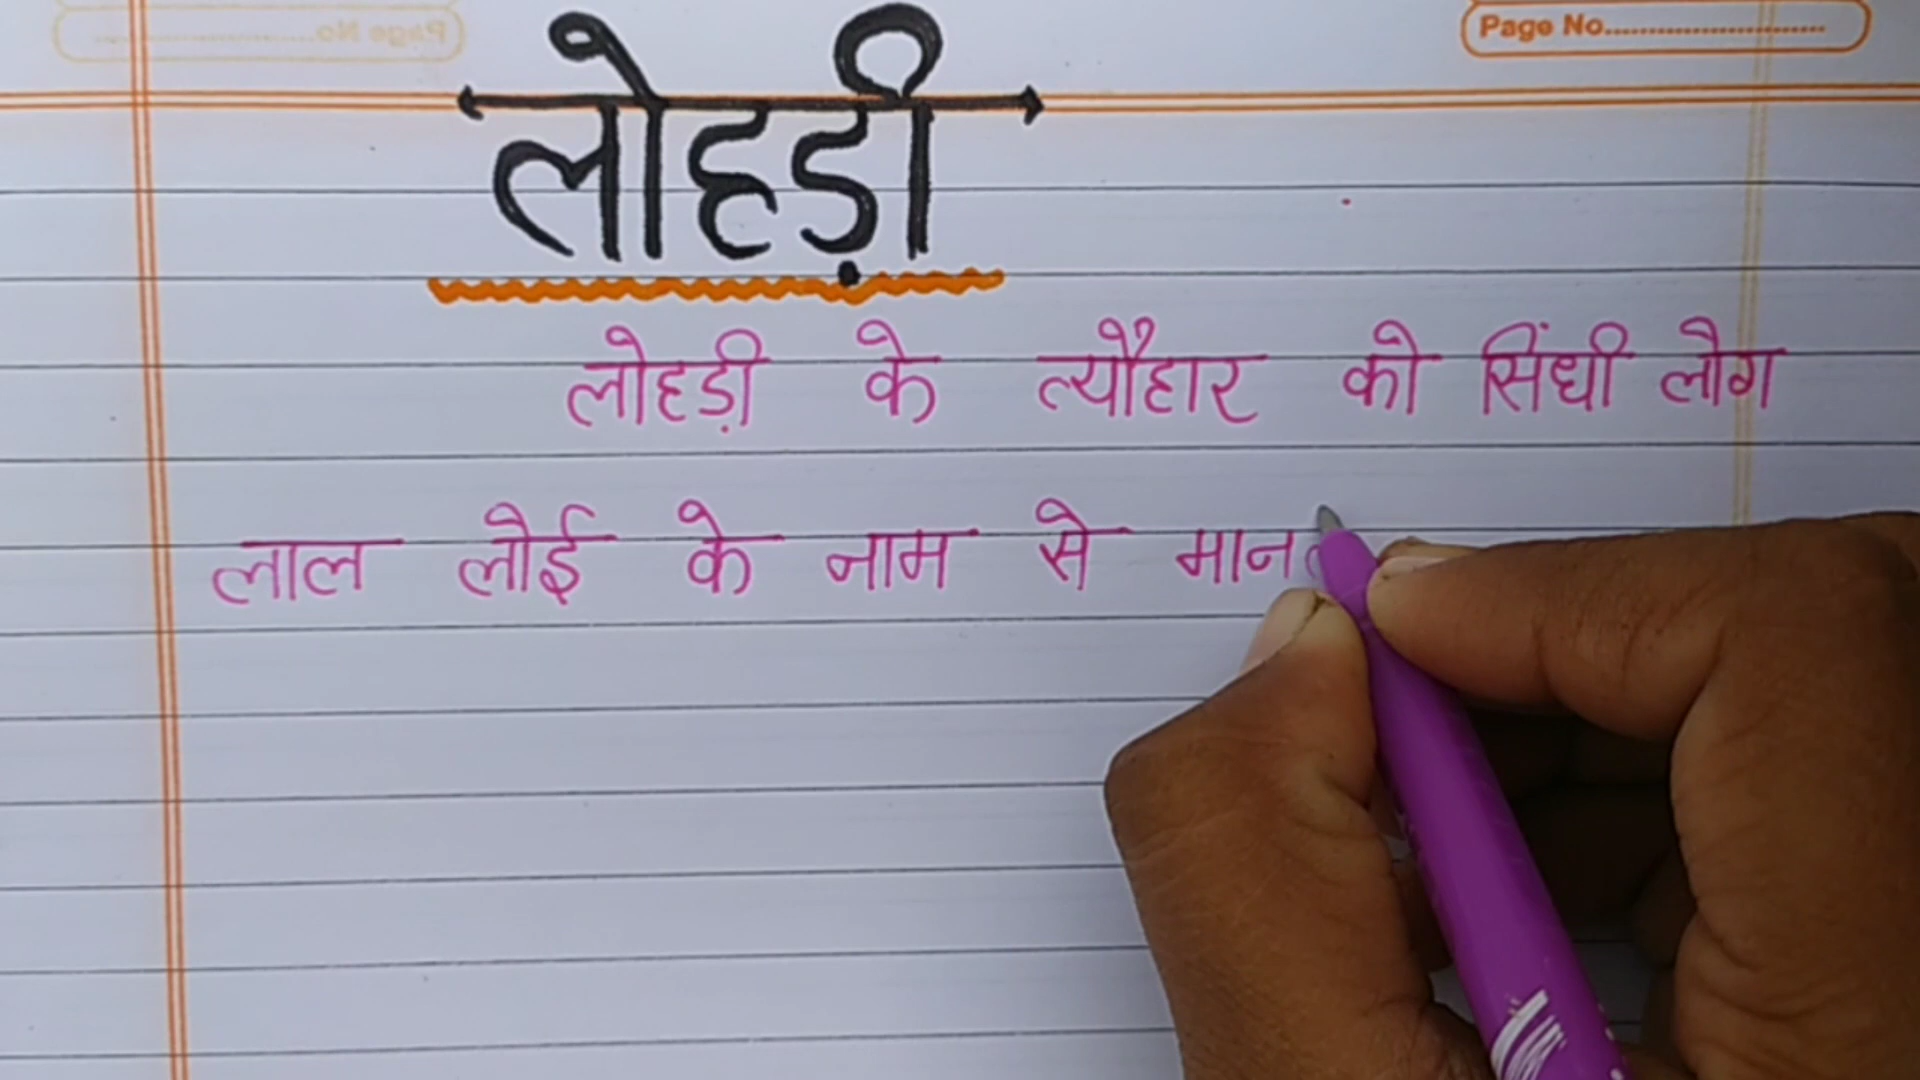 Page No.
लोहड़ी
लोहड़ी के त्यौहार को सिंधी लोग
लाल लोई के नाम से मान